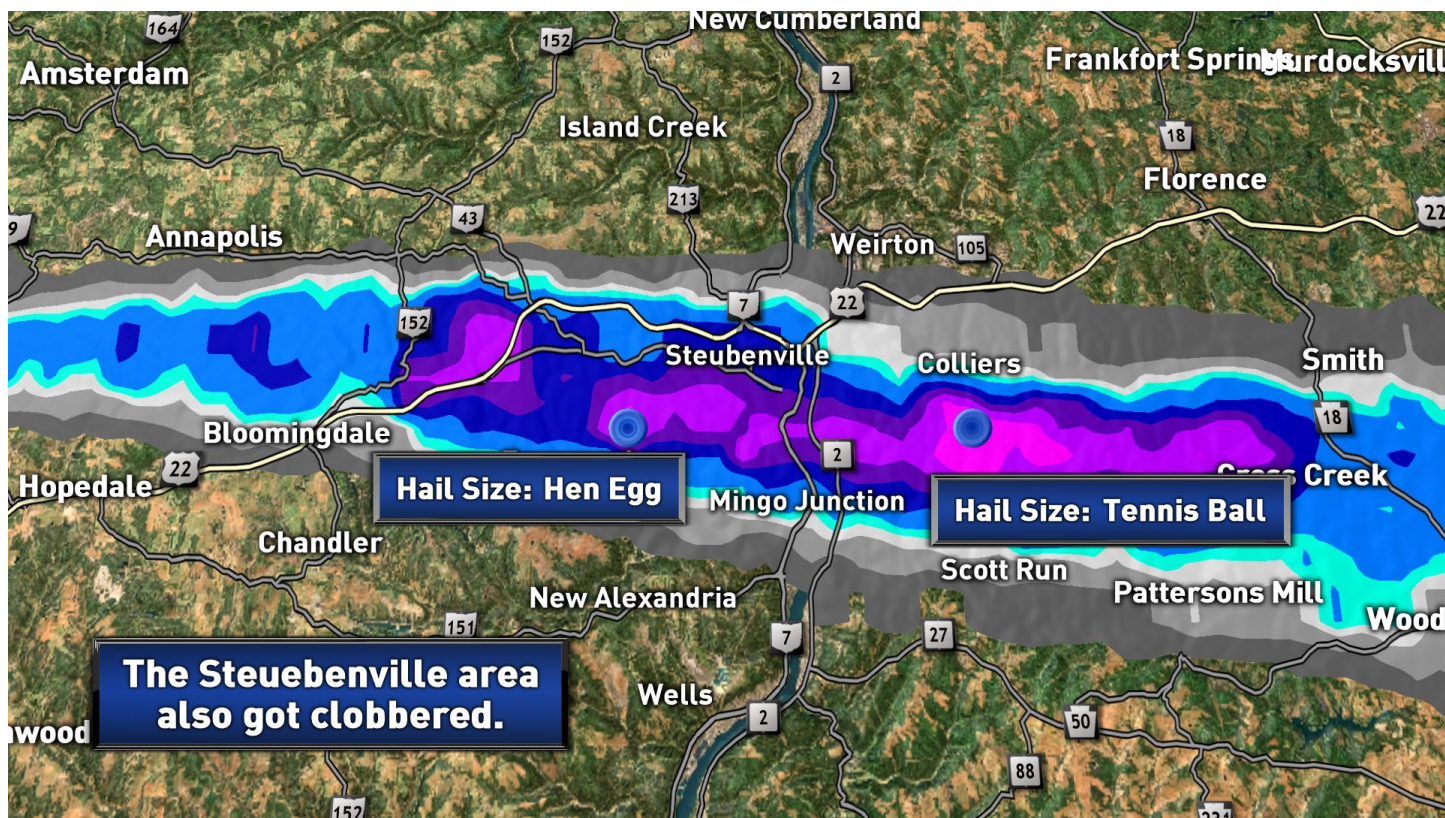 New Cumberland
164
152
2
Frankfort Springs
Murdocksvill
Amsterdam
Island Creek
18
Florence
213
43
9
22
Annapolis
Weirton
105
7
22
152
Steubenville
Colliers
Smith
18
Bloomingdale
22
2
Cross Creek
Hopedale
Hail Size: Hen Egg
Mingo Junction
Hail Size: Tennis Ball
Chandler
Scott Run
New Alexandria
Pattersons Mill
151
7
27
Wood
The Steuebenville area
also got clobbered.
Wells
2
50
nwood
88
152